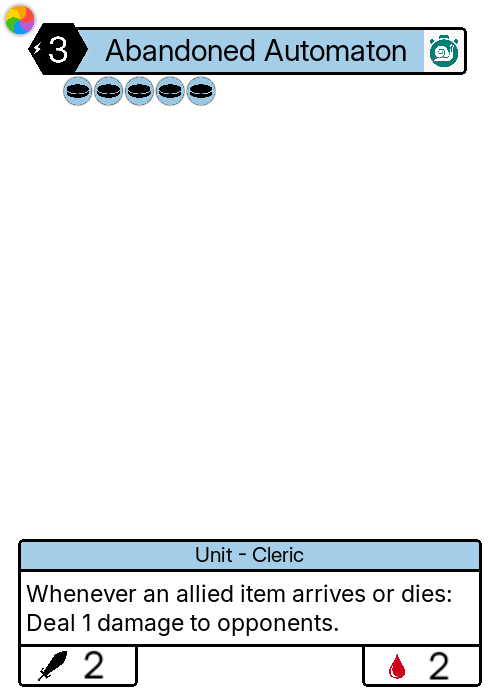 3 Abandoned Automaton
Unit - Cleric
Whenever an allied item arrives or dies:
Deal 1 damage to opponents.
2 2